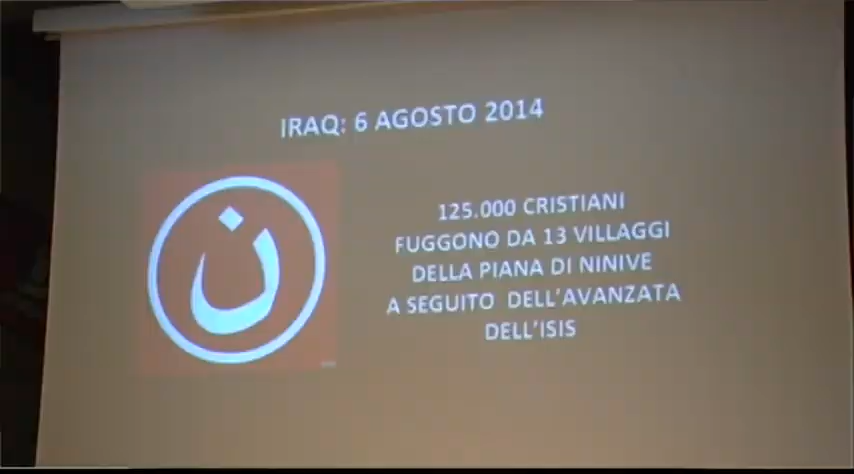 IRAQ: 6 AGOSTO 2014
ن
125.000 CRISTIANI
FUGGONO DA 13 VILLAGGI
DELLA PIANA DI NINIVE
A SEGUITO DELL'AVANZATA
DELL'ISIS